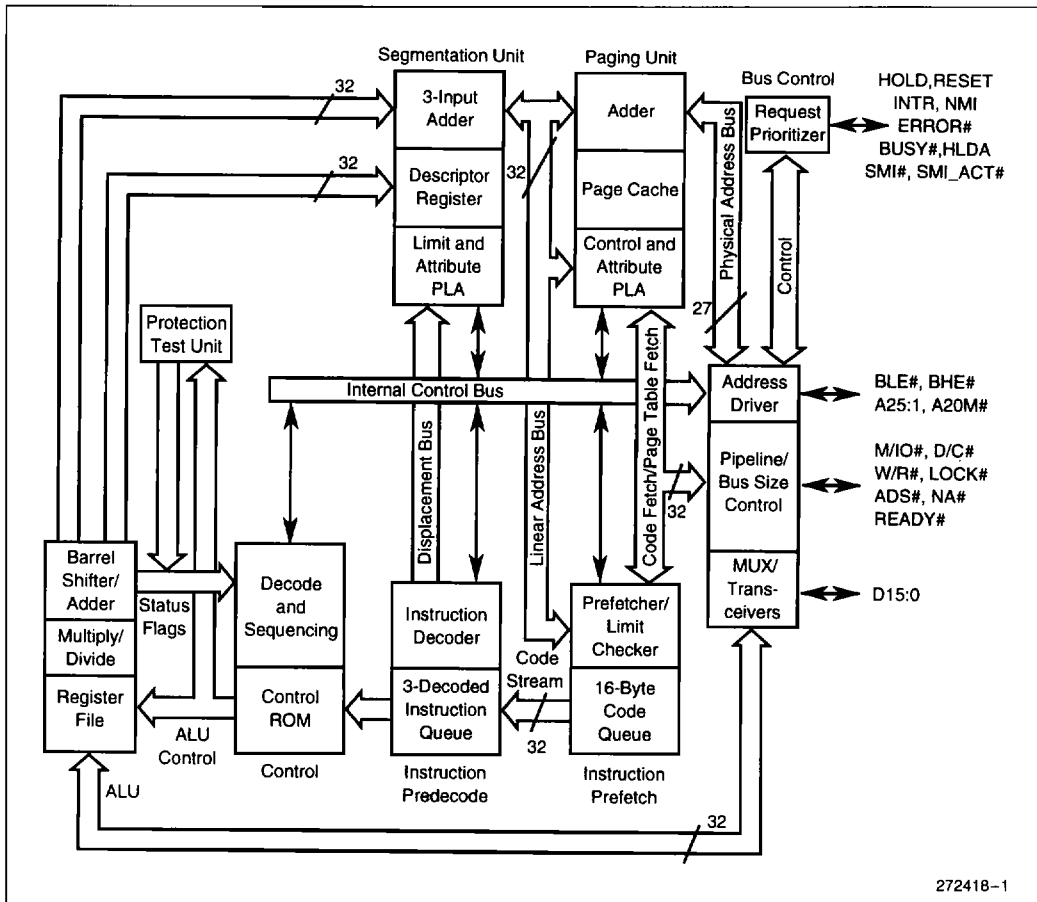 Segmentation Unit
Paging Unit
Bus Control
32
3-Input
Adder
Adder
Request
Prioritizer
HOLD,RESET
INTR, NMI
ERROR#
BUSY#,HLDA
SMI#, SMI_ACT#
32
Descriptor
Register
32
Page Cache
Physical Address Bus
Control
Limit and
Attribute
PLA
Control and
Attribute
PLA
27
Protection
Test Unit
Internal Control Bus
Address
Driver
BLE#, BHE#
A25:1, A20M#
Displacement Bus
Linear Address Bus
Code Fetch/Page Table Fetch
32
Pipeline/
Bus Size
Control
M/IO#, D/C#
W/R#, LOCK#
ADS#, NA#
READY#
MUX/
Trans-
ceivers
D15:0
Barrel
Shifter/
Adder
Status
Flags
Decode
and
Sequencing
Instruction
Decoder
Prefetcher/
Limit
Checker
Multiply/
Divide
Code
Stream
Register
File
Control
ROM
3-Decoded
Instruction
Queue
32
16-Byte
Code
Queue
ALU
Control
Control
Instruction
Predecode
Instruction
Prefetch
ALU
32
272418–1